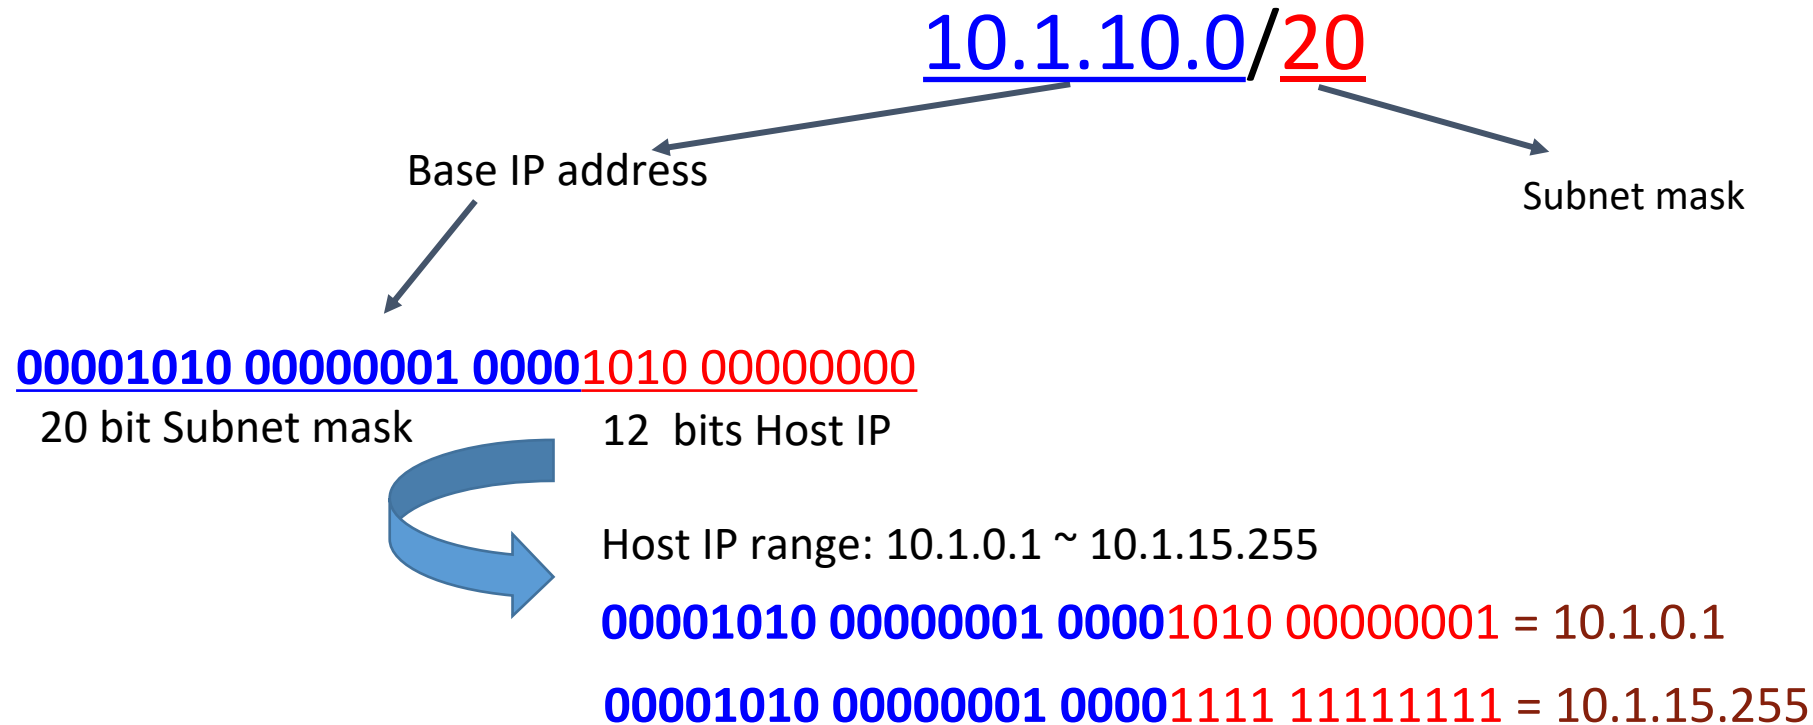 10.1.10.0/20
Base IP address
Subnet mask
00001010 00000001 00001010 00000000
20 bit Subnet mask
12 bits Host IP
Host IP range: 10.1.0.1 ~ 10.1.15.255
00001010 00000001 00001010 00000001 = 10.1.0.1
00001010 00000001 00001111 11111111 = 10.1.15.255